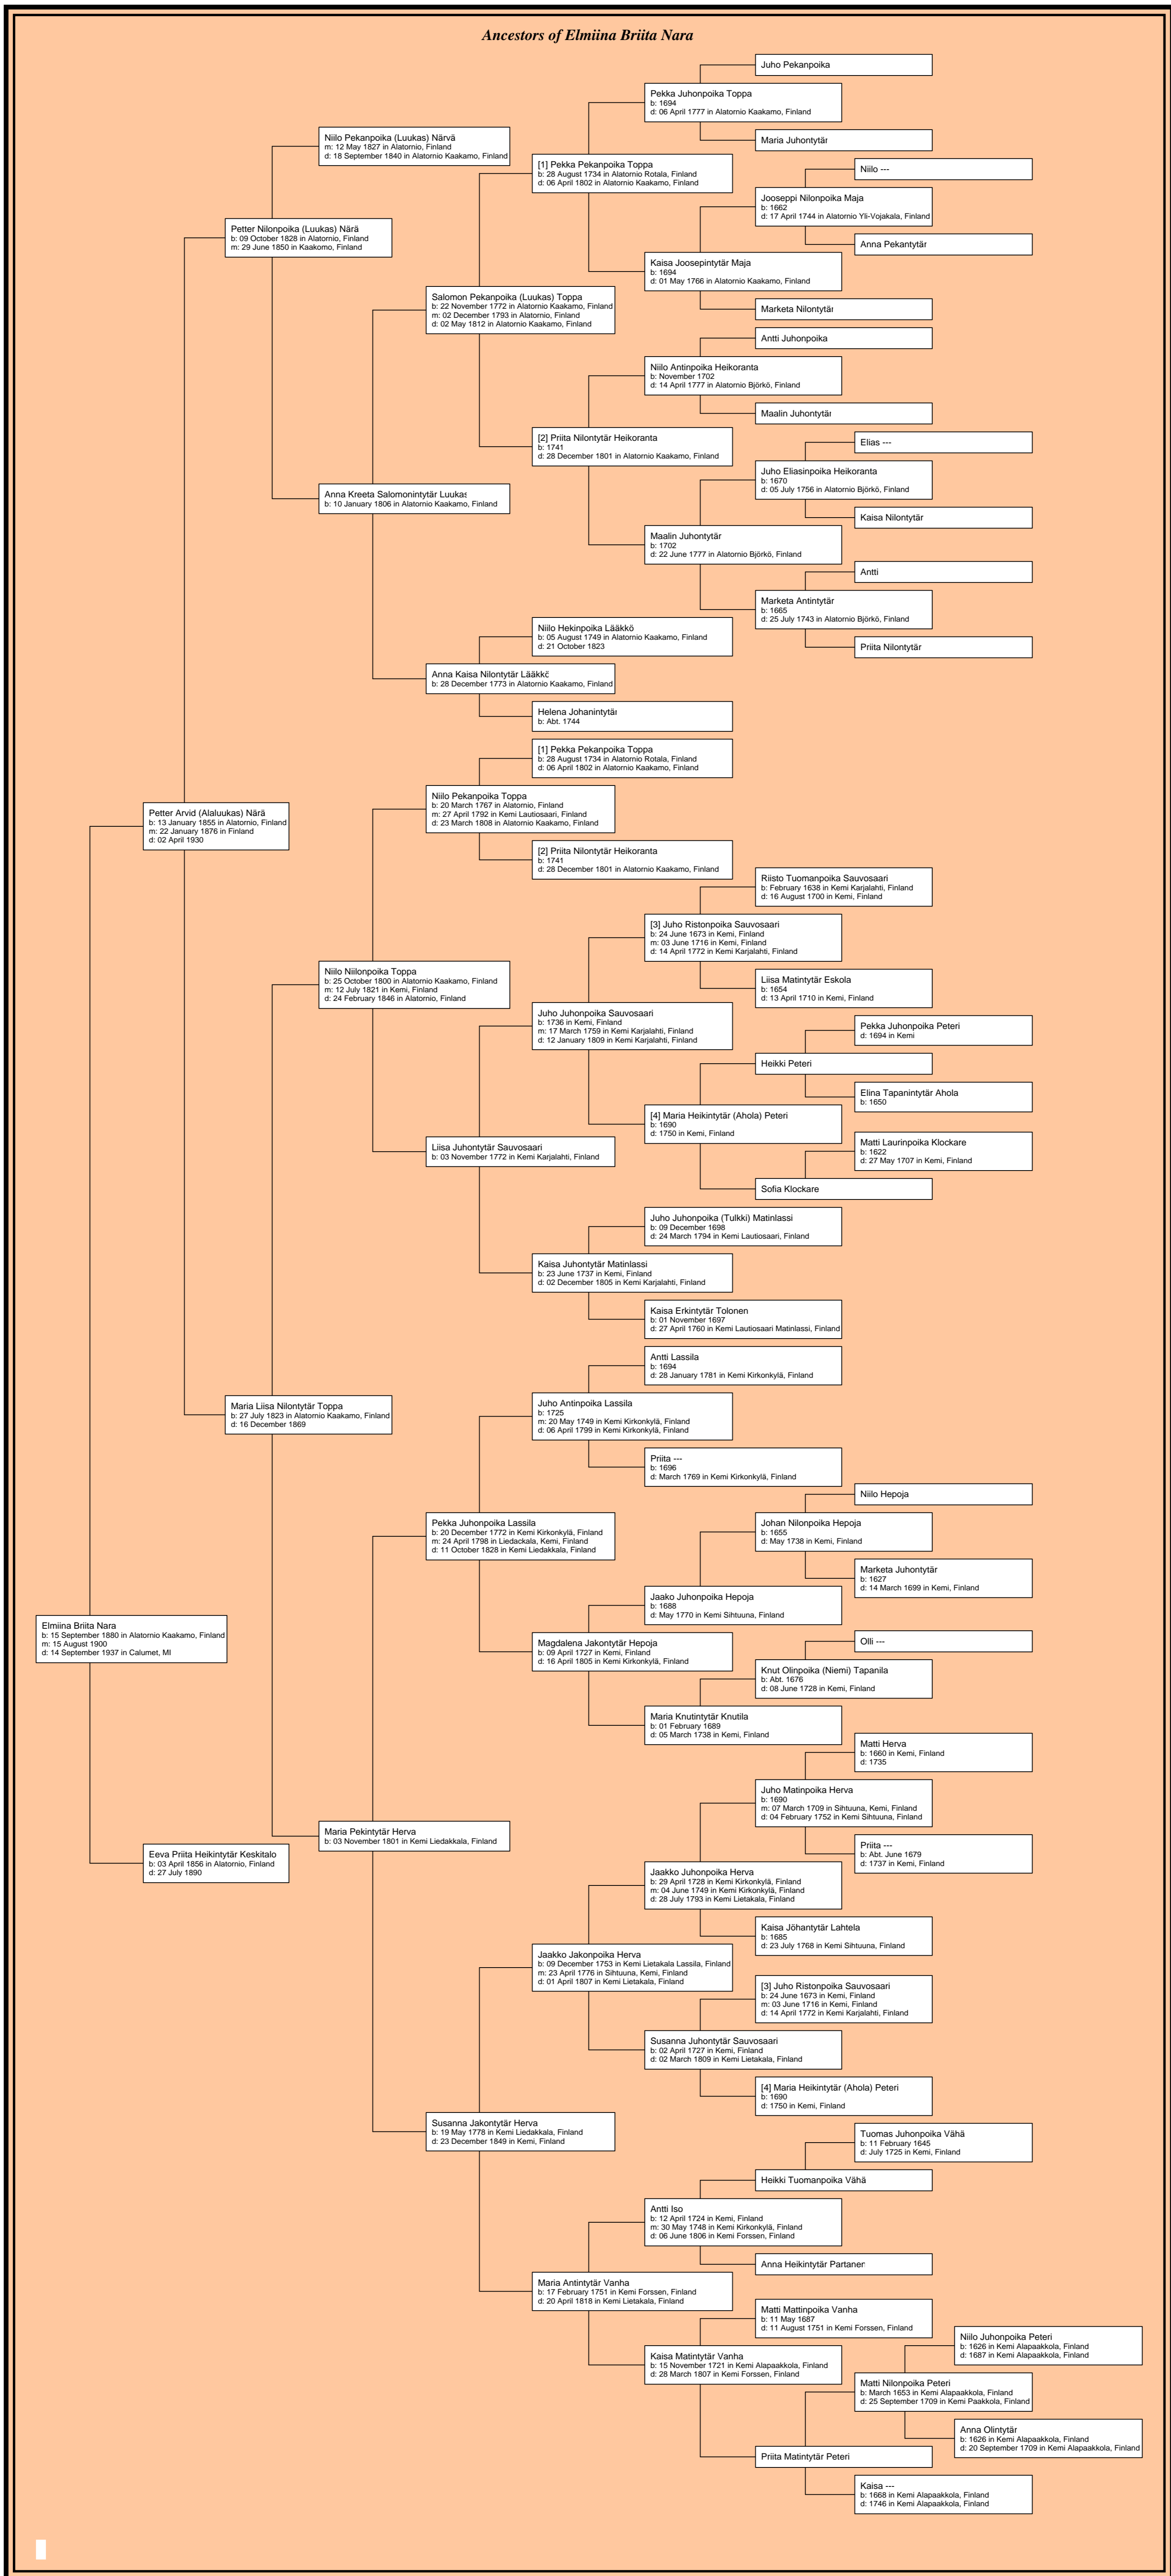 Ancestors of Elmiina Briita Nara
Juho Pekanpoika
Pekka Juhonpoika Toppa
b: 1694
d: 06 April 1777 in Alatornio Kaakamo, Finland
Niilo Pekanpoika (Luukas) Närvä
m: 12 May 1827 in Alatornio, Finland
d: 18 September 1840 in Alatornio Kaakamo, Finland
Maria Juhontytär
[1] Pekka Pekanpoika Toppa
b: 28 August 1734 in Alatornio Rotala, Finland
d: 06 April 1802 in Alatornio Kaakamo, Finland
Niilo ---
Jooseppi Nilonpoika Maja
b: 1662
d: 17 April 1744 in Alatornio Yli-Vojakala, Finland
Petter Nilonpoika (Luukas) Närä
b: 09 October 1828 in Alatornio, Finland
m: 29 June 1850 in Kaakomo, Finland
Anna Pekantytär
Kaisa Joosepintytär Maja
b: 1694
d: 01 May 1766 in Alatornio Kaakamo, Finland
Salomon Pekanpoika (Luukas) Toppa
b: 22 November 1772 in Alatornio Kaakamo, Finland
m: 02 December 1793 in Alatornio, Finland
d: 02 May 1812 in Alatornio Kaakamo, Finland
Marketa Nilontytär
Antti Juhonpoika
Niilo Antinpoika Heikoranta
b: November 1702
d: 14 April 1777 in Alatornio Björkö, Finland
Maalin Juhontytär
[2] Priita Nilontytär Heikoranta
b: 1741
d: 28 December 1801 in Alatornio Kaakamo, Finland
Elias ---
Juho Eliasinpoika Heikoranta
b: 1670
d: 05 July 1756 in Alatornio Björkö, Finland
Anna Kreeta Salomonintytär Luukas
b: 10 January 1806 in Alatornio Kaakamo, Finland
Kaisa Nilontytär
Maalin Juhontytär
b: 1702
d: 22 June 1777 in Alatornio Björkö, Finland
Antti
Marketa Antintytär
b: 1665
d: 25 July 1743 in Alatornio Björkö, Finland
Niilo Hekinpoika Lääkkö
b: 05 August 1749 in Alatornio Kaakamo, Finland
d: 21 October 1823
Priita Nilontytär
Anna Kaisa Nilontytär Lääkkö
b: 28 December 1773 in Alatornio Kaakamo, Finland
Helena Johanintytär
b: Abt. 1744
[1] Pekka Pekanpoika Toppa
b: 28 August 1734 in Alatornio Rotala, Finland
d: 06 April 1802 in Alatornio Kaakamo, Finland
Niilo Pekanpoika Toppa
b: 20 March 1767 in Alatornio, Finland
m: 27 April 1792 in Kemi Lautiosaari, Finland
d: 23 March 1808 in Alatornio Kaakamo, Finland
Petter Arvid (Alaluukas) Närä
b: 13 January 1855 in Alatornio, Finland
m: 22 January 1876 in Finland
d: 02 April 1930
[2] Priita Nilontytär Heikoranta
b: 1741
d: 28 December 1801 in Alatornio Kaakamo, Finland
Riisto Tuomanpoika Sauvosaari
b: February 1638 in Kemi Karjalahti, Finland
d: 16 August 1700 in Kemi, Finland
[3] Juho Ristonpoika Sauvosaari
b: 24 June 1673 in Kemi, Finland
m: 03 June 1716 in Kemi, Finland
d: 14 April 1772 in Kemi Karjalahti, Finland
Niilo Niilonpoika Toppa
b: 25 October 1800 in Alatornio Kaakamo, Finland
m: 12 July 1821 in Kemi, Finland
d: 24 February 1846 in Alatornio, Finland
Liisa Matintytär Eskola
b: 1654
d: 13 April 1710 in Kemi, Finland
Juho Juhonpoika Sauvosaari
b: 1736 in Kemi, Finland
m: 17 March 1759 in Kemi Karjalahti, Finland
d: 12 January 1809 in Kemi Karjalahti, Finland
Pekka Juhonpoika Peteri
d: 1694 in Kemi
Heikki Peteri
Elina Tapanintytär Ahola
b: 1650
[4] Maria Heikintytär (Ahola) Peteri
b: 1690
d: 1750 in Kemi, Finland
Matti Laurinpoika Klockare
b: 1622
d: 27 May 1707 in Kemi, Finland
Liisa Juhontytär Sauvosaari
b: 03 November 1772 in Kemi Karjalahti, Finland
Sofia Klockare
Juho Juhonpoika (Tulkki) Matinlassi
b: 09 December 1698
d: 24 March 1794 in Kemi Lautiosaari, Finland
Kaisa Juhontytär Matinlassi
b: 23 June 1737 in Kemi, Finland
d: 02 December 1805 in Kemi Karjalahti, Finland
Kaisa Erkintytär Tolonen
b: 01 November 1697
d: 27 April 1760 in Kemi Lautiosaari Matinlassi, Finland
Antti Lassila
b: 1694
d: 28 January 1781 in Kemi Kirkonkylä, Finland
Maria Liisa Nilontytär Toppa
b: 27 July 1823 in Alatornio Kaakamo, Finland
d: 16 December 1869
Juho Antinpoika Lassila
b: 1725
m: 20 May 1749 in Kemi Kirkonkylä, Finland
d: 06 April 1799 in Kemi Kirkonkylä, Finland
Priita ---
b: 1696
d: March 1769 in Kemi Kirkonkylä, Finland
Niilo Hepoja
Pekka Juhonpoika Lassila
b: 20 December 1772 in Kemi Kirkonkylä, Finland
m: 24 April 1798 in Liedackala, Kemi, Finland
d: 11 October 1828 in Kemi Liedakkala, Finland
Johan Nilonpoika Hepoja
b: 1655
d: May 1738 in Kemi, Finland
Marketa Juhontytär
b: 1627
d: 14 March 1699 in Kemi, Finland
Jaako Juhonpoika Hepoja
b: 1688
d: May 1770 in Kemi Sihtuuna, Finland
Elmiina Briita Nara
b: 15 September 1880 in Alatornio Kaakamo, Finland
m: 15 August 1900
d: 14 September 1937 in Calumet, MI
Magdalena Jakontytär Hepoja
b: 09 April 1727 in Kemi, Finland
d: 16 April 1805 in Kemi Kirkonkylä, Finland
Olli ---
Knut Olinpoika (Niemi) Tapanila
b: Abt. 1676
d: 08 June 1728 in Kemi, Finland
Maria Knutintytär Knutila
b: 01 February 1689
d: 05 March 1738 in Kemi, Finland
Matti Herva
b: 1660 in Kemi, Finland
d: 1735
Juho Matinpoika Herva
b: 1690
m: 07 March 1709 in Sihtuuna, Kemi, Finland
d: 04 February 1752 in Kemi Sihtuuna, Finland
Maria Pekintytär Herva
b: 03 November 1801 in Kemi Liedakkala, Finland
Priita ---
b: Abt. June 1679
d: 1737 in Kemi, Finland
Eeva Priita Heikintytär Keskitalo
b: 03 April 1856 in Alatornio, Finland
d: 27 July 1890
Jaakko Juhonpoika Herva
b: 29 April 1728 in Kemi Kirkonkylä, Finland
m: 04 June 1749 in Kemi Kirkonkylä, Finland
d: 28 July 1793 in Kemi Lietakala, Finland
Kaisa Jöhantytär Lahtela
b: 1685
d: 23 July 1768 in Kemi Sihtuuna, Finland
Jaakko Jakonpoika Herva
b: 09 December 1753 in Kemi Lietakala Lassila, Finland
m: 23 April 1776 in Sihtuuna, Kemi, Finland
d: 01 April 1807 in Kemi Lietakala, Finland
[3] Juho Ristonpoika Sauvosaari
b: 24 June 1673 in Kemi, Finland
m: 03 June 1716 in Kemi, Finland
d: 14 April 1772 in Kemi Karjalahti, Finland
Susanna Juhontytär Sauvosaari
b: 02 April 1727 in Kemi, Finland
d: 02 March 1809 in Kemi Lietakala, Finland
[4] Maria Heikintytär (Ahola) Peteri
b: 1690
d: 1750 in Kemi, Finland
Susanna Jakontytär Herva
b: 19 May 1778 in Kemi Liedakkala, Finland
d: 23 December 1849 in Kemi, Finland
Tuomas Juhonpoika Vähä
b: 11 February 1645
d: July 1725 in Kemi, Finland
Heikki Tuomanpoika Vähä
Antti Iso
b: 12 April 1724 in Kemi, Finland
m: 30 May 1748 in Kemi Kirkonkylä, Finland
d: 06 June 1806 in Kemi Forssen, Finland
Anna Heikintytär Partanen
Maria Antintytär Vanha
b: 17 February 1751 in Kemi Forssen, Finland
d: 20 April 1818 in Kemi Lietakala, Finland
Matti Mattinpoika Vanha
b: 11 May 1687
d: 11 August 1751 in Kemi Forssen, Finland
Niilo Juhonpoika Peteri
b: 1626 in Kemi Alapaakkola, Finland
d: 1687 in Kemi Alapaakkola, Finland
Kaisa Matintytär Vanha
b: 15 November 1721 in Kemi Alapaakkola, Finland
d: 28 March 1807 in Kemi Forssen, Finland
Matti Nilonpoika Peteri
b: March 1653 in Kemi Alapaakkola, Finland
d: 25 September 1709 in Kemi Paakkola, Finland
Anna Olintytär
b: 1626 in Kemi Alapaakkola, Finland
d: 20 September 1709 in Kemi Alapaakkola, Finland
Priita Matintytär Peteri
Kaisa ---
b: 1668 in Kemi Alapaakkola, Finland
d: 1746 in Kemi Alapaakkola, Finland